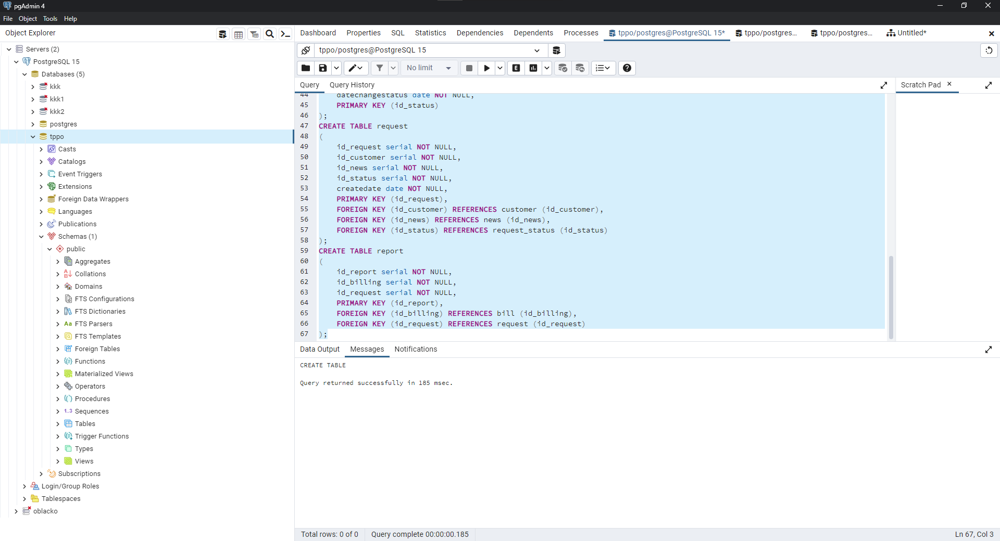 pgAdmin 4
File Object Tools Help
Object Explorer
Servers (2)
PostgreSQL 15
Databases (5)
kkk
kkk1
kkk2
postgres
tppo
Casts
Catalogs
Event Triggers
Extensions
Foreign Data Wrappers
Languages
Publications
Schemas (1)
public
Aggregates
Collations
Domains
FTS Configurations
FTS Dictionaries
Aa FTS Parsers
FTS Templates
Foreign Tables
Functions
Materialized Views
Operators
Procedures
1..3 Sequences
Tables
Trigger Functions
Types
Views
Subscriptions
Login/Group Roles
Tablespaces
oblacko
Dashboard Properties SQL Statistics Dependencies Dependents Processes tppo/postgres@PostgreSQL 15* tppo/postgres... tppo/postgres... Untitled*
tppo/postgres@PostgreSQL 15
No limit
E
Query Query History
Scratch Pad
44 datechangestatus date NOT NULL,
45 PRIMARY KEY (id_status)
46 );
47 CREATE TABLE request
48 (
49 id_request serial NOT NULL,
50 id_customer serial NOT NULL,
51 id_news serial NOT NULL,
52 id_status serial NOT NULL,
53 createdate date NOT NULL,
54 PRIMARY KEY (id_request),
55 FOREIGN KEY (id_customer) REFERENCES customer (id_customer),
56 FOREIGN KEY (id_news) REFERENCES news (id_news),
57 FOREIGN KEY (id_status) REFERENCES request_status (id_status)
58 );
59 CREATE TABLE report
60 (
61 id_report serial NOT NULL,
62 id_billing serial NOT NULL,
63 id_request serial NOT NULL,
64 PRIMARY KEY (id_report),
65 FOREIGN KEY (id_billing) REFERENCES bill (id_billing),
66 FOREIGN KEY (id_request) REFERENCES request (id_request)
67 );
Data Output Messages Notifications
CREATE TABLE
Query returned successfully in 185 msec.
Total rows: 0 of 0 Query complete 00:00:00.185 Ln 67, Col 3